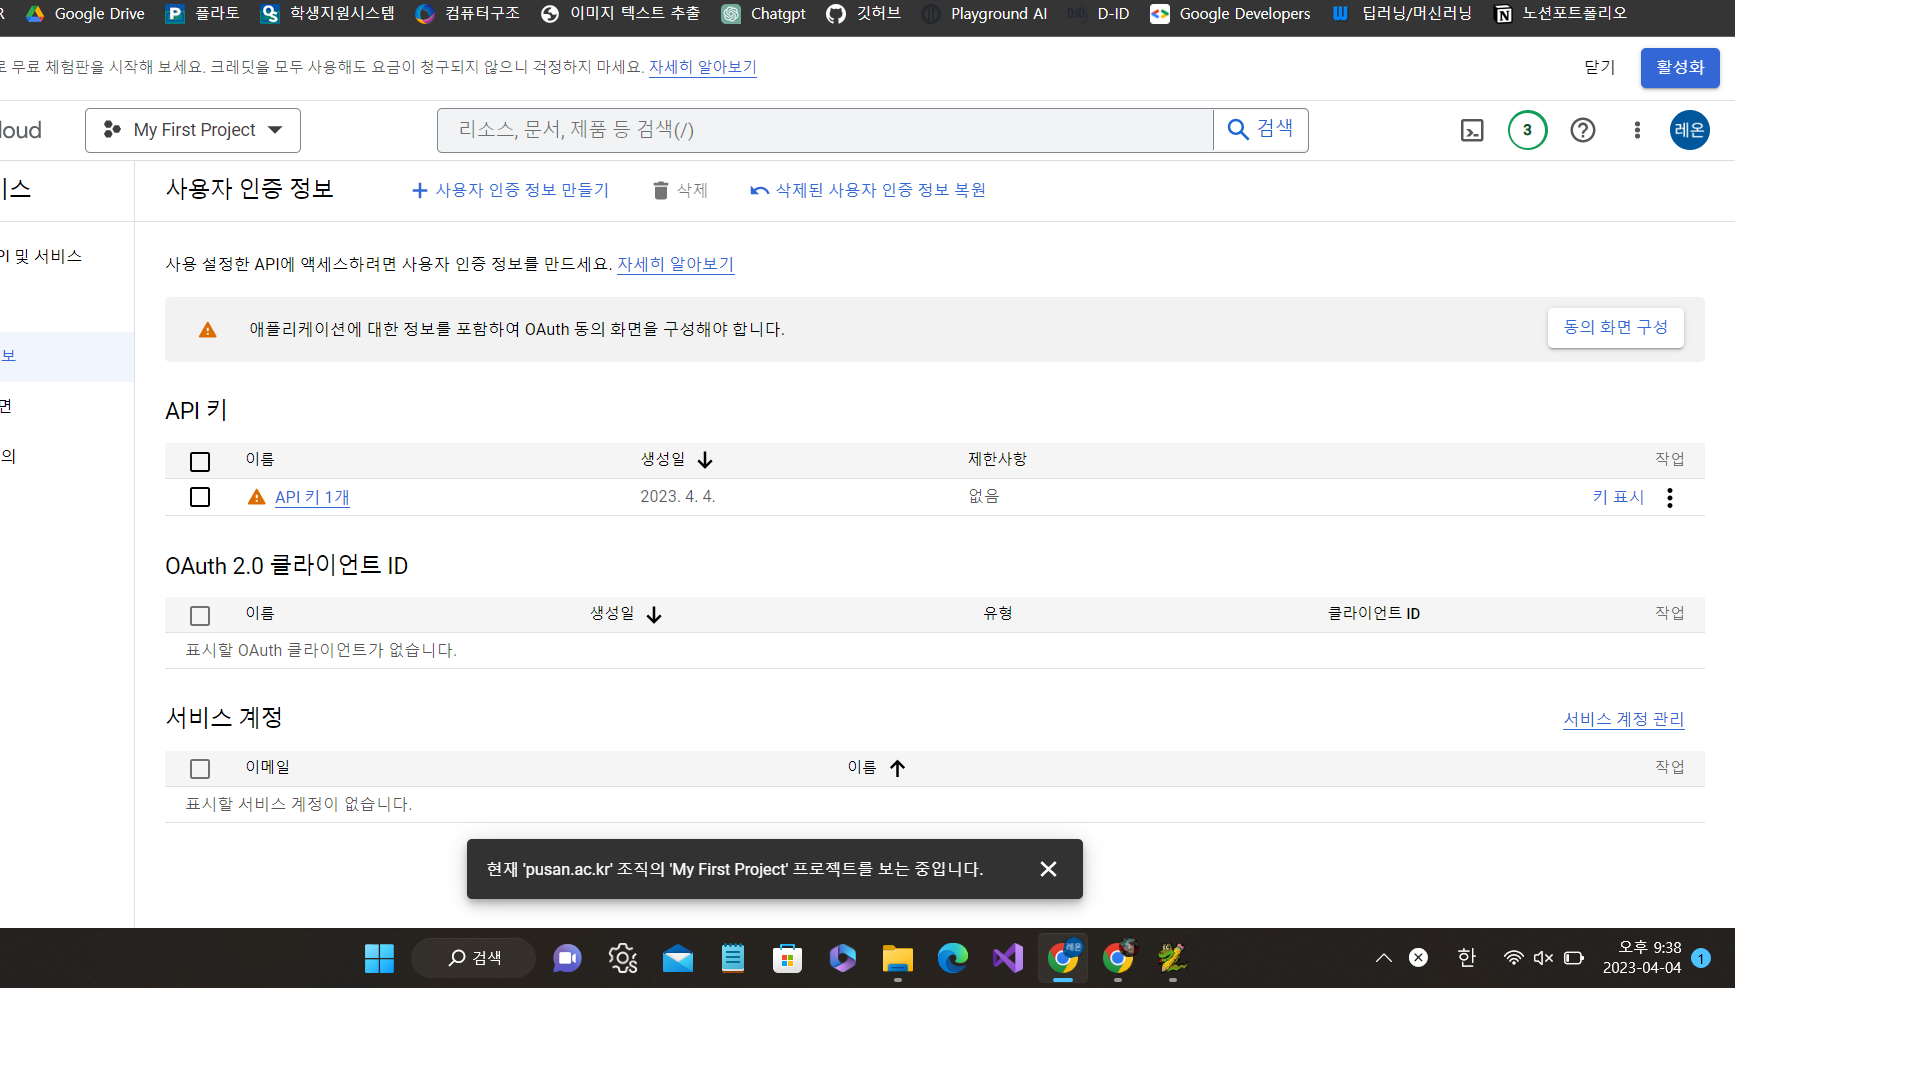 R Google Drive 플라토 학생지원시스템 컴퓨터구조 이미지 텍스트 추출 Chatgpt 깃허브 Playground AI D-ID Google Developers 딥러닝/머신러닝 노션포트폴리오
로 무료 체험판을 시작해 보세요. 크레딧을 모두 사용해도 요금이 청구되지 않으니 걱정하지 마세요. 자세히 알아보기 닫기 활성화
loud My First Project 리소스, 문서, 제품 등 검색(/) 검색 3 레온
비스 사용자 인증 정보 사용자 인증 정보 만들기 삭제 삭제된 사용자 인증 정보 복원
PI 및 서비스
사용 설정한 API에 액세스하려면 사용자 인증 정보를 만드세요. 자세히 알아보기
애플리케이션에 대한 정보를 포함하여 OAuth 동의 화면을 구성해야 합니다. 동의 화면 구성
보
면
의
API 키
이름 생성일 제한사항 작업
API 키 1개 2023. 4. 4. 없음 키 표시
OAuth 2.0 클라이언트 ID
이름 생성일 유형 클라이언트 ID 작업
표시할 OAuth 클라이언트가 없습니다.
서비스 계정 서비스 계정 관리
이메일 이름 작업
표시할 서비스 계정이 없습니다.
현재 'pusan.ac.kr' 조직의 'My First Project' 프로젝트를 보는 중입니다.
검색 레온 한 오후 9:38
2023-04-04 1